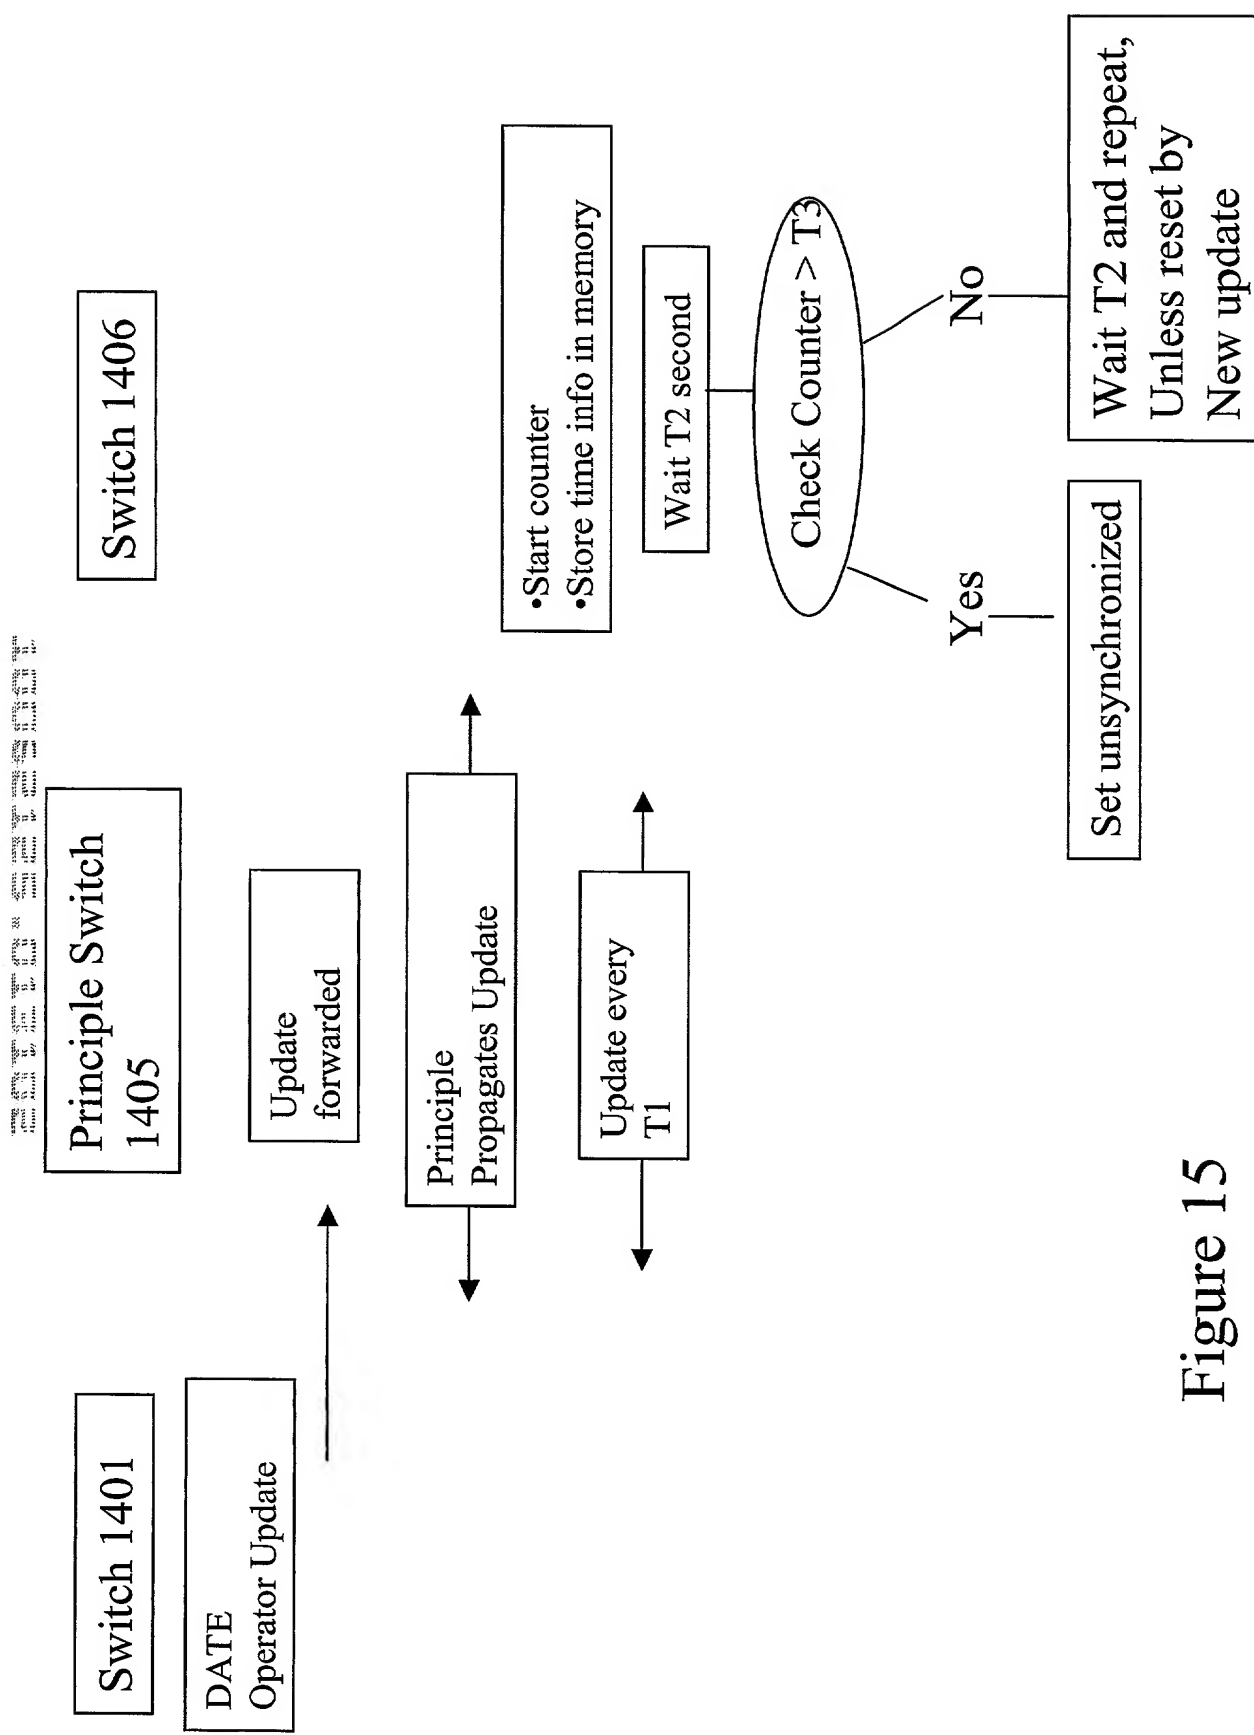 Switch 1401
Principle Switch
1405
Switch 1406
DATE
Operator Update
Update
forwarded
Principle
Propagates Update
Update every
T1
•Start counter
•Store time info in memory
Wait T2 second
Check Counter > T3
Yes
No
Set unsynchronized
Wait T2 and repeat,
Unless reset by
New update
Figure 15